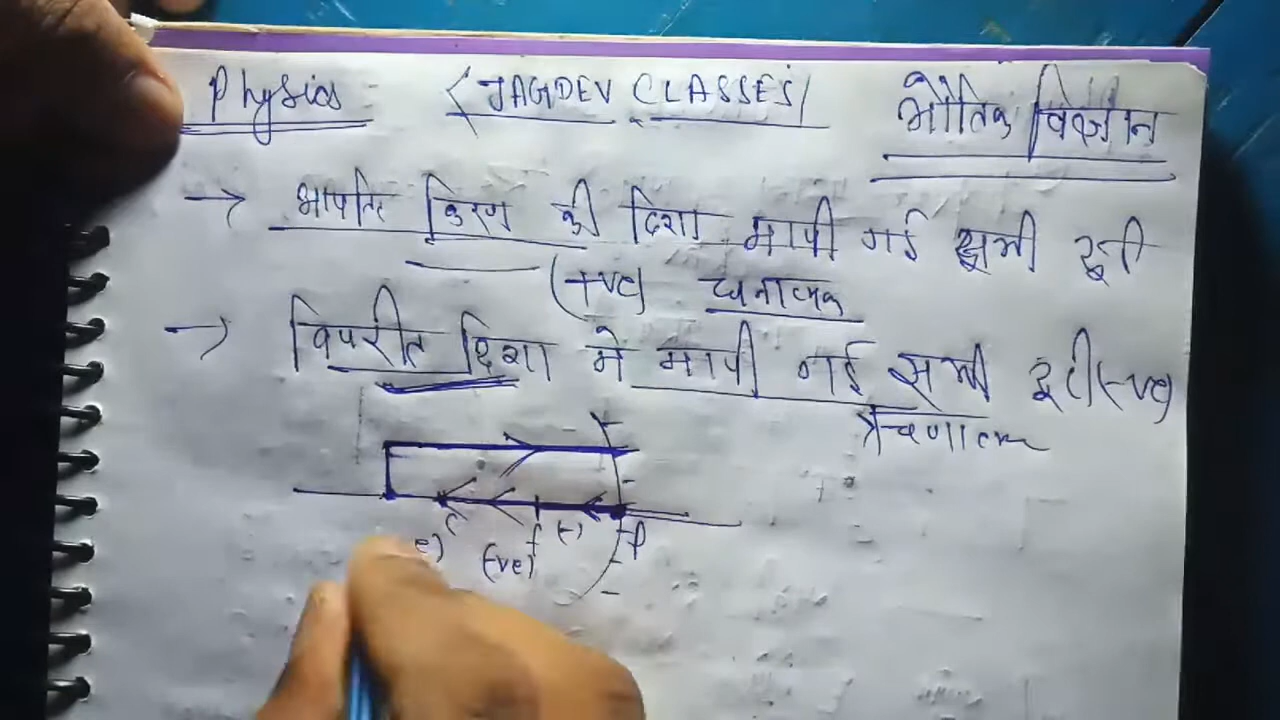 Physics < JAGDEV CLASSES/ भौतिक विज्ञान
→ आपतित किरण की दिशा मापी गई सभी दूरी
(+ve) धनात्मक
→ विपरीत दिशा मे मापी गई सभी दूरी (-ve)
ऋणात्मक
C f (-) P
e) (-ve)